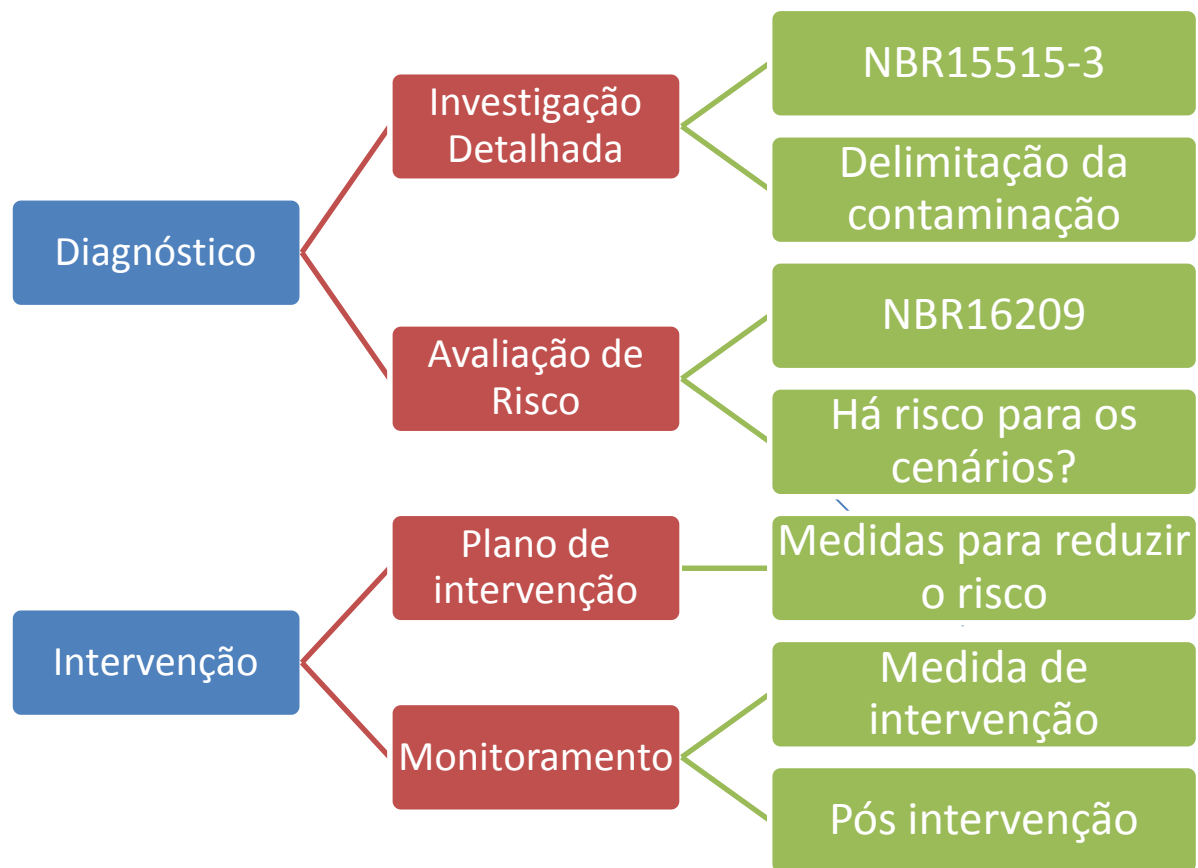 Diagnóstico
Investigação
Detalhada
NBR15515-3
Delimitação da
contaminação
Avaliação de
Risco
NBR16209
Há risco para os
cenários?
Intervenção
Plano de
intervenção
Medidas para reduzir
o risco
Monitoramento
Medida de
intervenção
Pós intervenção